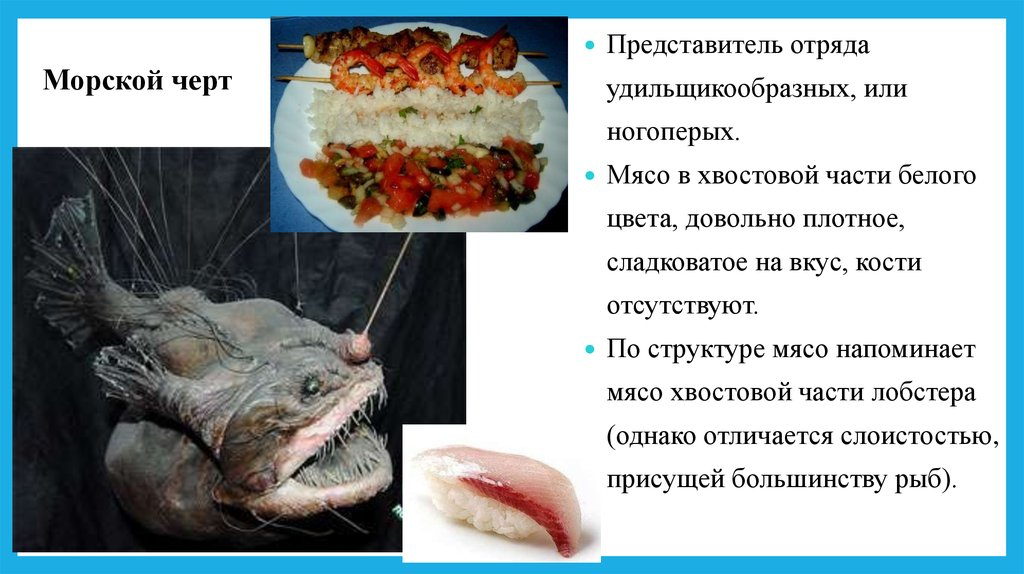 Морской черт
• Представитель отряда
удильщикообразных, или
ногоперых.
• Мясо в хвостовой части белого
цвета, довольно плотное,
сладковатое на вкус, кости
отсутствуют.
• По структуре мясо напоминает
мясо хвостовой части лобстера
(однако отличается слоистостью,
присущей большинству рыб).